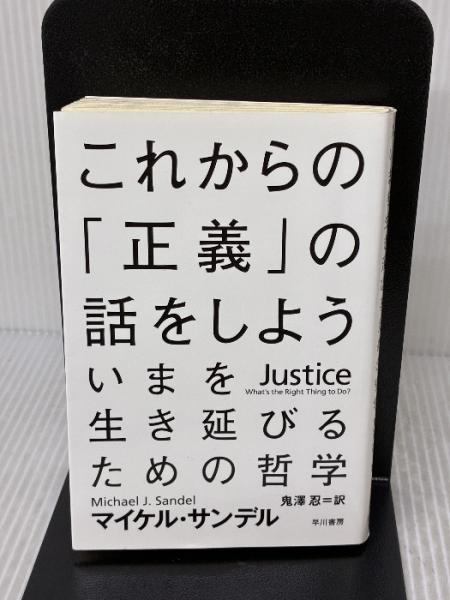 これからの
「正義」の
話をしよう
いまを Justice
What's the Right Thing to Do?
生き延びる
ための哲学
Michael J. Sandel 鬼澤 忍＝訳
マイケル・サンデル 早川書房